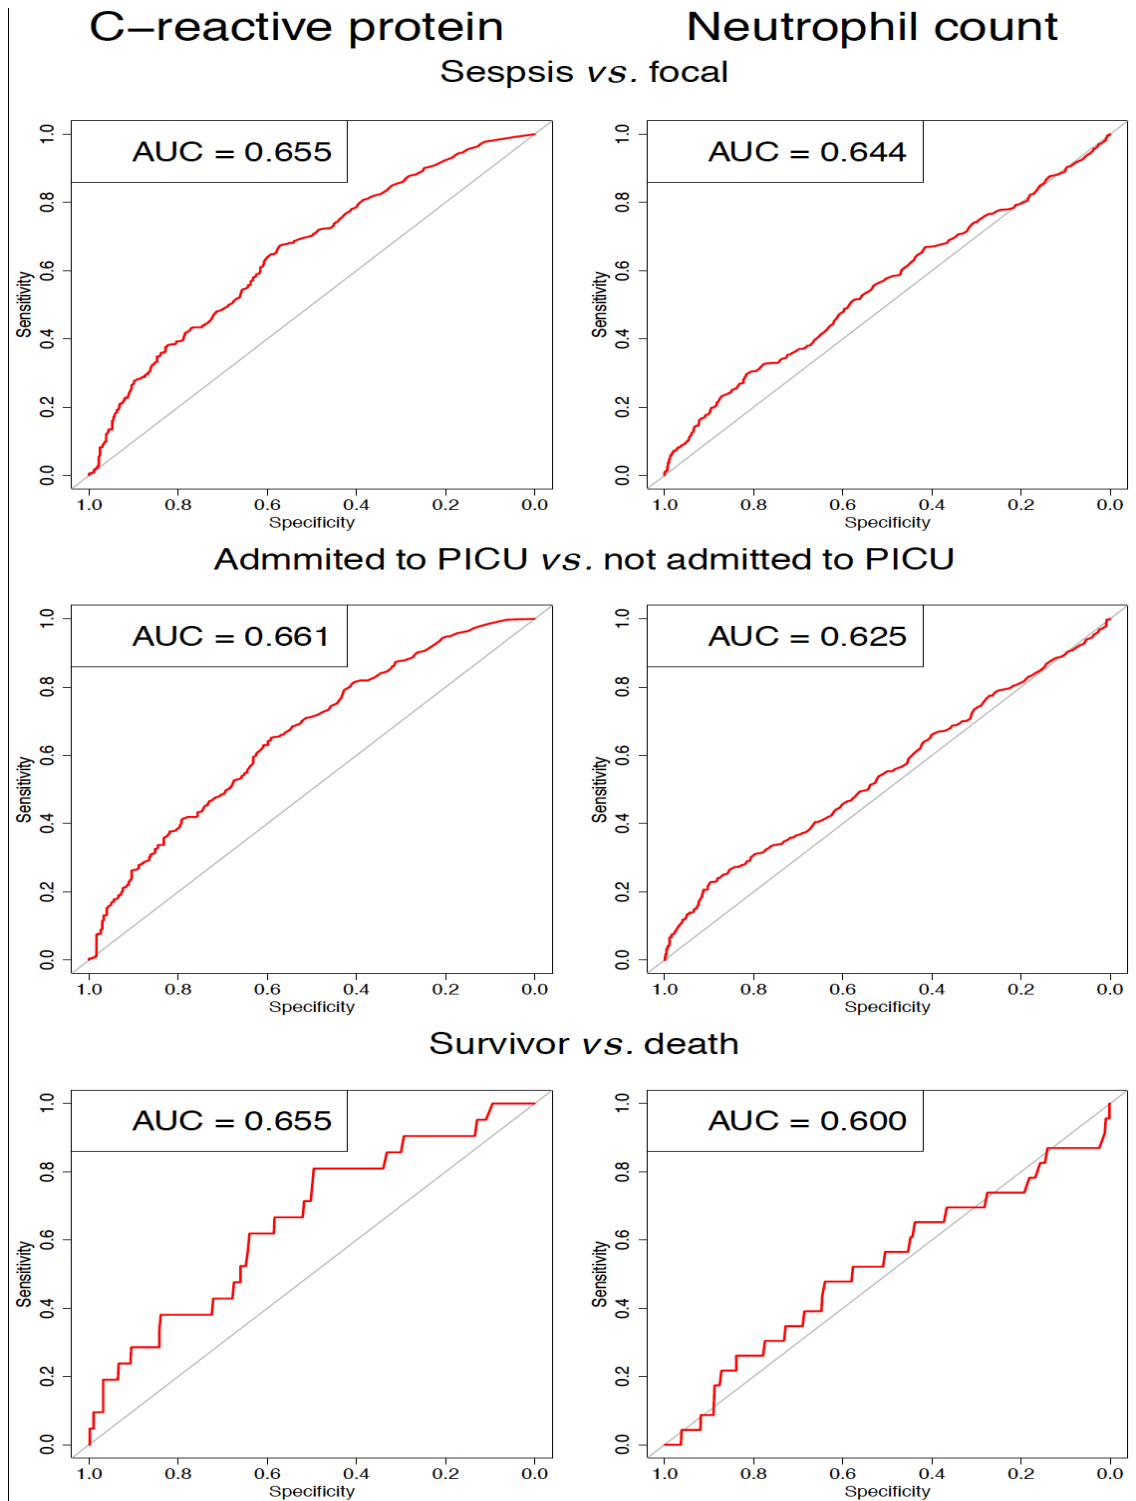 C−reactive protein Neutrophil count
Sespsis vs. focal
AUC = 0.655 AUC = 0.644
1.0 1.0
0.8 0.8
0.6 0.6
Sensitivity Sensitivity
0.4 0.4
0.2 0.2
0.0 0.0
1.0 0.8 0.6 0.4 0.2 0.0 1.0 0.8 0.6 0.4 0.2 0.0
Specificity Specificity
Admmited to PICU vs. not admitted to PICU
AUC = 0.661 AUC = 0.625
1.0 1.0
0.8 0.8
0.6 0.6
Sensitivity Sensitivity
0.4 0.4
0.2 0.2
0.0 0.0
1.0 0.8 0.6 0.4 0.2 0.0 1.0 0.8 0.6 0.4 0.2 0.0
Specificity Specificity
Survivor vs. death
AUC = 0.655 AUC = 0.600
1.0 1.0
0.8 0.8
0.6 0.6
Sensitivity Sensitivity
0.4 0.4
0.2 0.2
0.0 0.0
1.0 0.8 0.6 0.4 0.2 0.0 1.0 0.8 0.6 0.4 0.2 0.0
Specificity Specificity